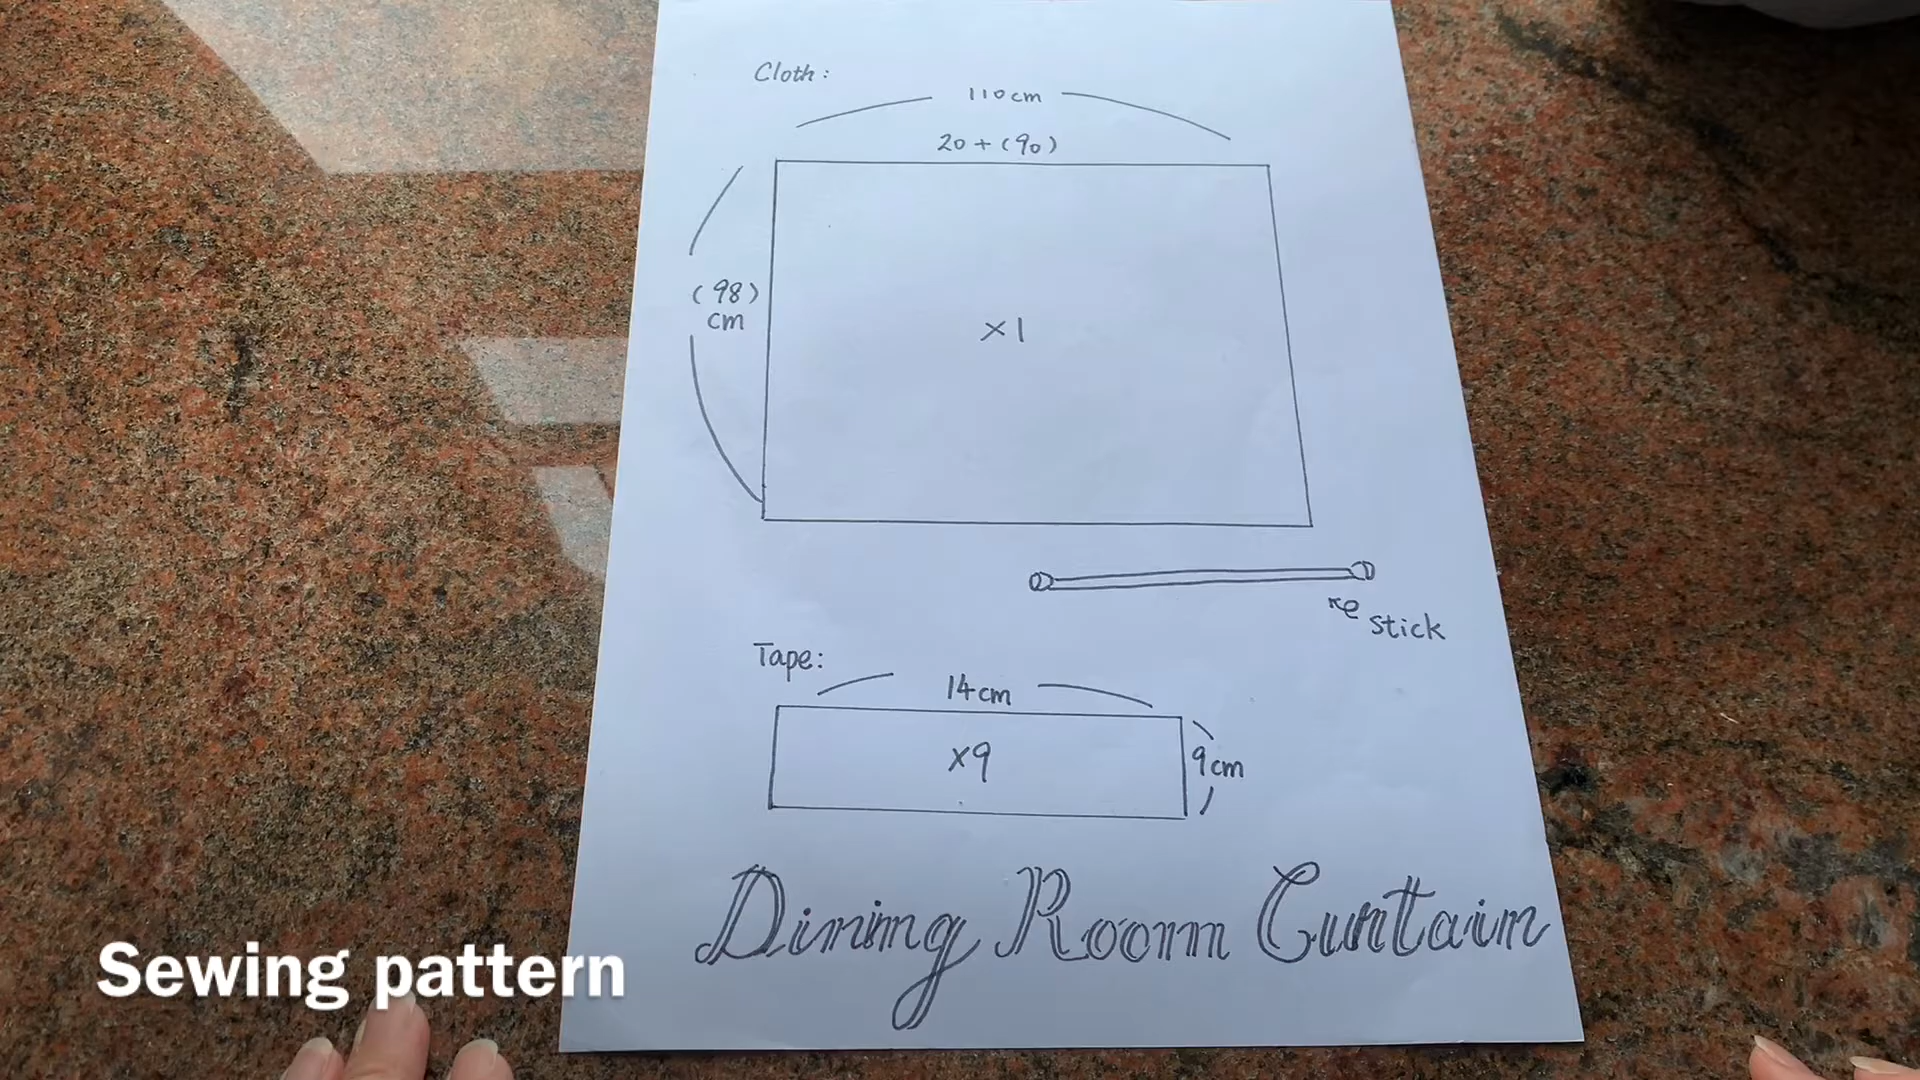 Cloth:
110cm
20+(90)
(98)
cm
×1
Stick
Tape:
14cm
×9
9cm
Dining Room Curtain
Sewing pattern